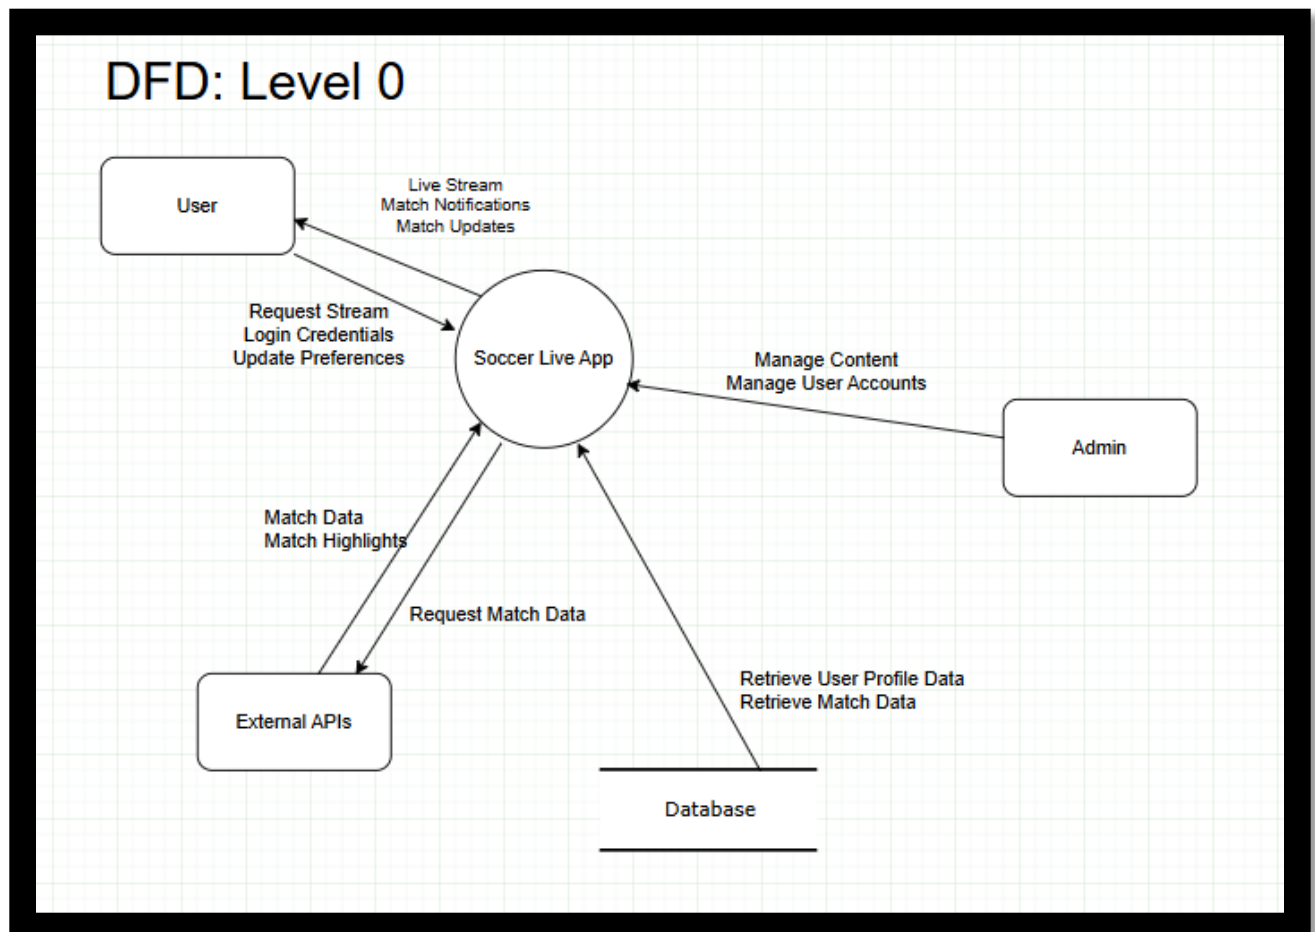 DFD: Level 0
User
Live Stream
Match Notifications
Match Updates
Request Stream
Login Credentials
Update Preferences
Soccer Live App
Manage Content
Manage User Accounts
Admin
Match Data
Match Highlights
Request Match Data
External APIs
Retrieve User Profile Data
Retrieve Match Data
Database